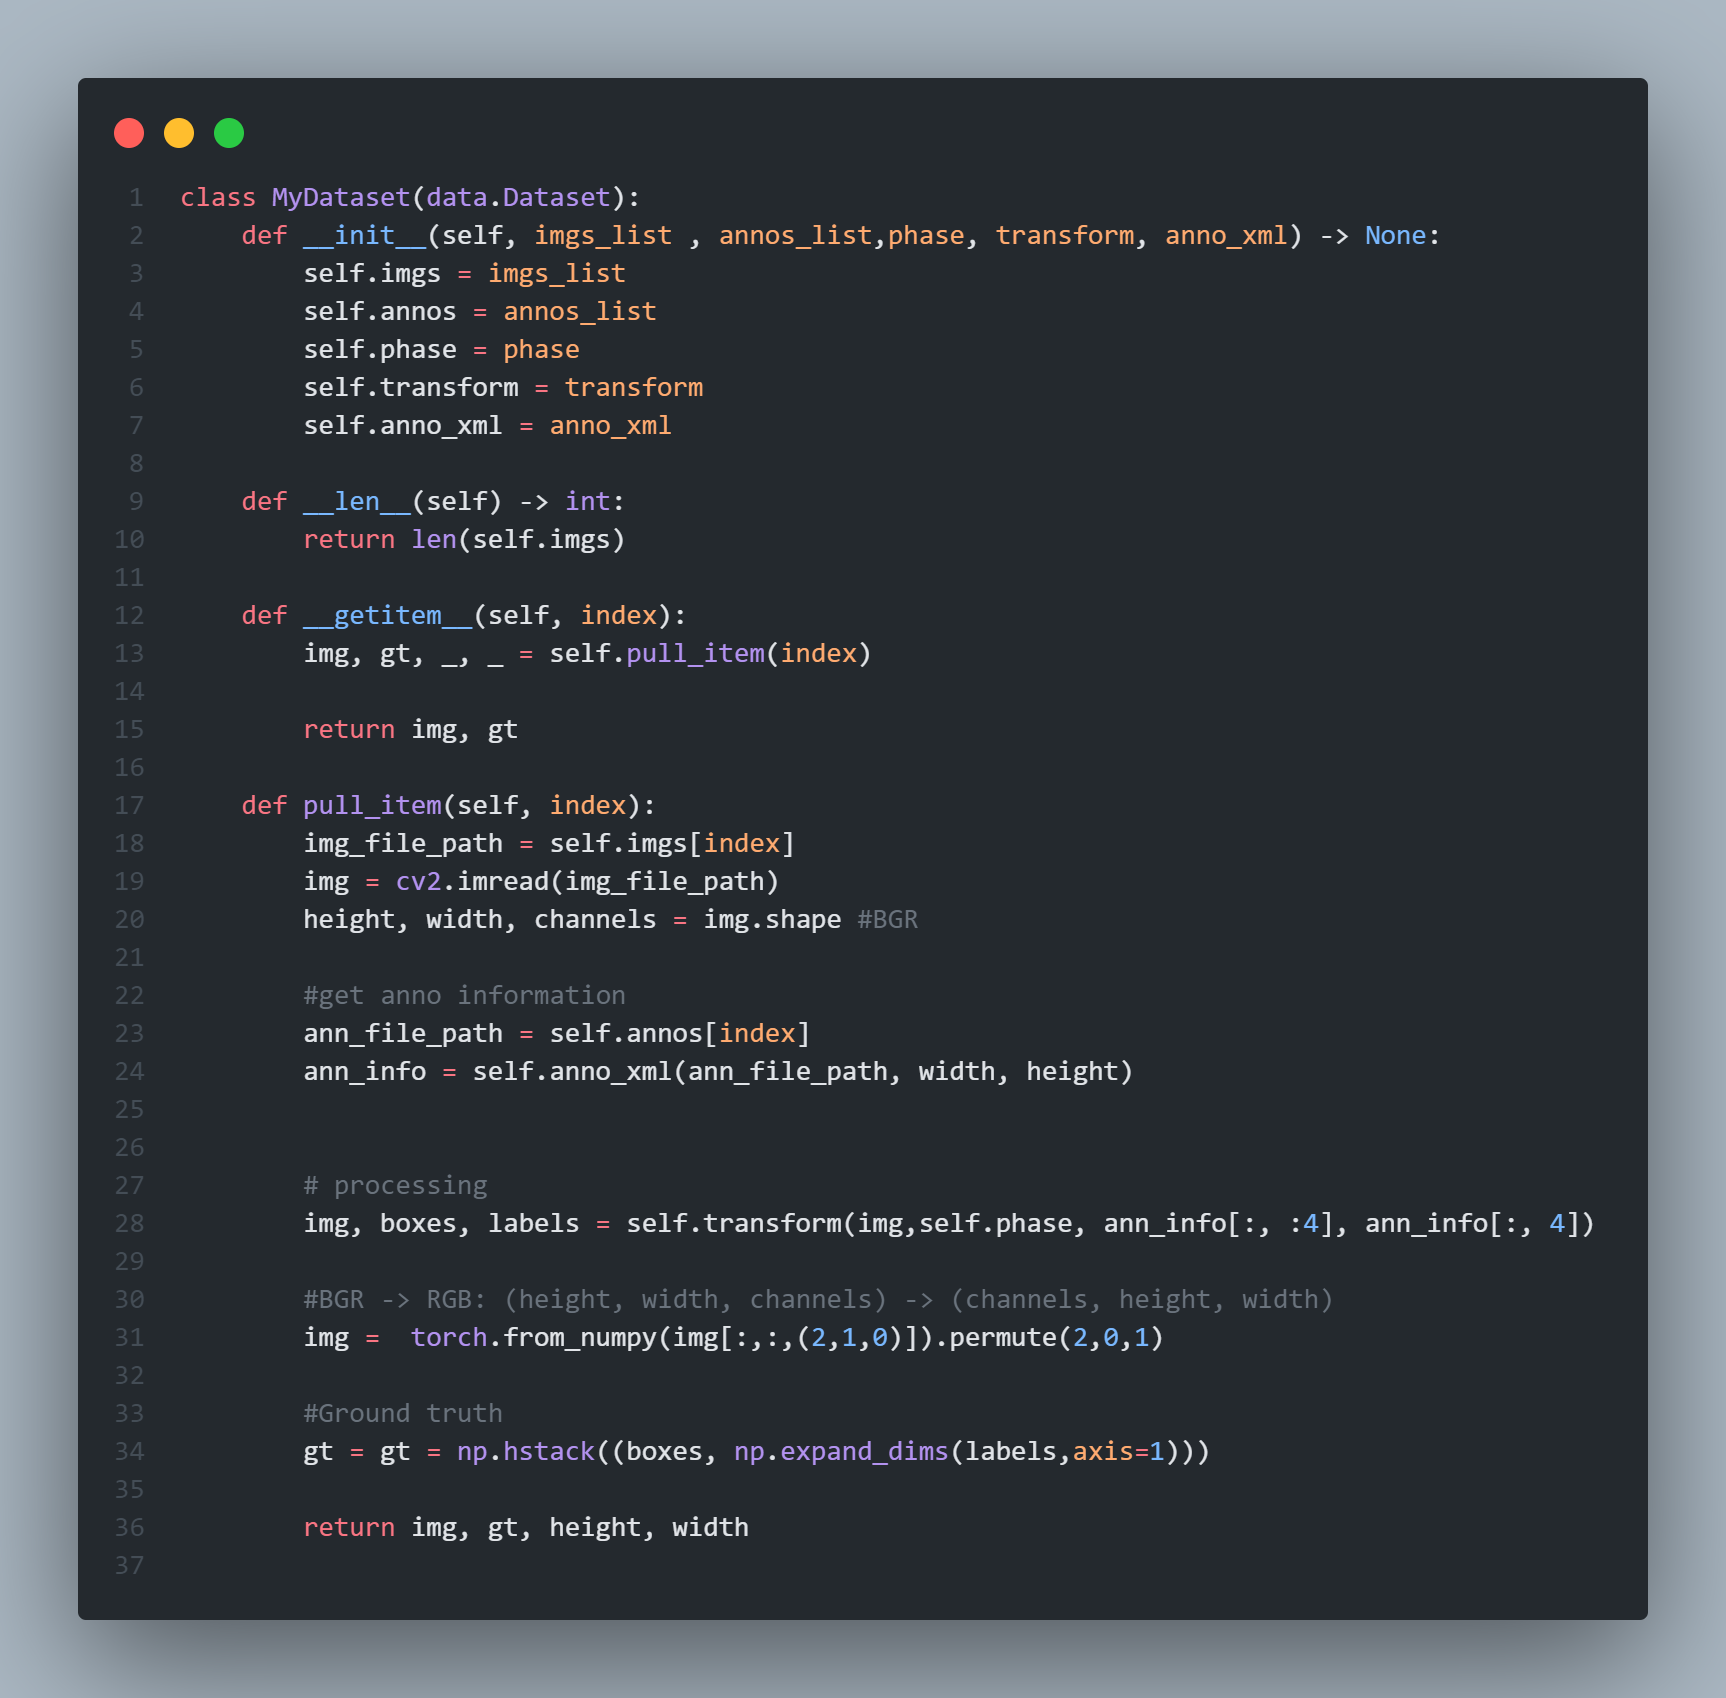 1 class MyDataset(data.Dataset):
2     def __init__(self, imgs_list , annos_list,phase, transform, anno_xml) -> None:
3         self.imgs = imgs_list
4         self.annos = annos_list
5         self.phase = phase
6         self.transform = transform
7         self.anno_xml = anno_xml
8
9     def __len__(self) -> int:
10         return len(self.imgs)
11
12     def __getitem__(self, index):
13         img, gt, _, _ = self.pull_item(index)
14
15         return img, gt
16
17     def pull_item(self, index):
18         img_file_path = self.imgs[index]
19         img = cv2.imread(img_file_path)
20         height, width, channels = img.shape #BGR
21
22         #get anno information
23         ann_file_path = self.annos[index]
24         ann_info = self.anno_xml(ann_file_path, width, height)
25
26
27         # processing
28         img, boxes, labels = self.transform(img,self.phase, ann_info[:, :4], ann_info[:, 4])
29
30         #BGR -> RGB: (height, width, channels) -> (channels, height, width)
31         img =  torch.from_numpy(img[:,:,(2,1,0)]).permute(2,0,1)
32
33         #Ground truth
34         gt = gt = np.hstack((boxes, np.expand_dims(labels,axis=1)))
35
36         return img, gt, height, width
37